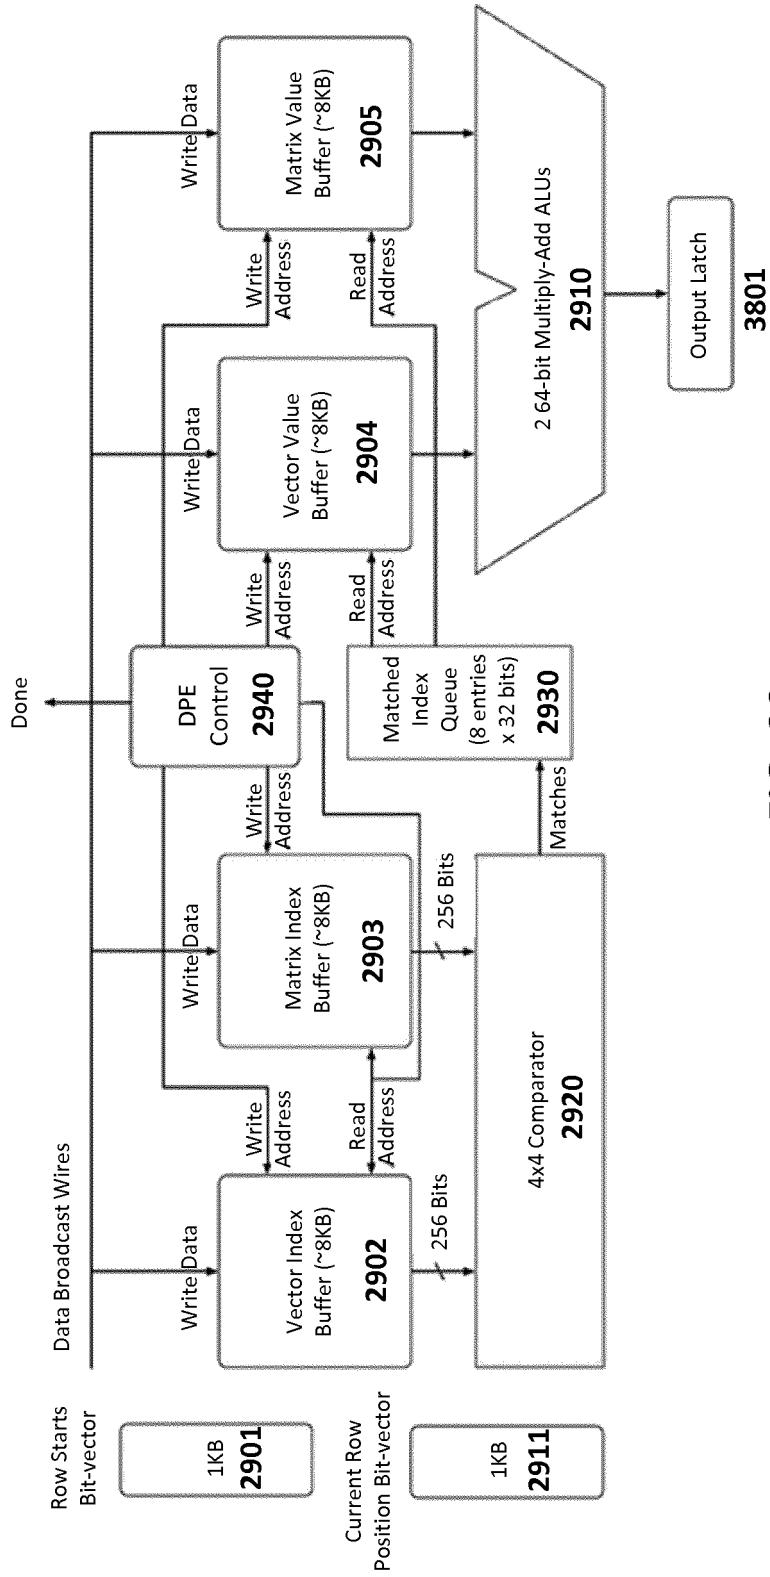 Done
Data Broadcast Wires
Row Starts
Bit-vector
1KB
2901
Current Row
Position Bit-vector
1KB
2911
Write Data
Vector Index
Buffer (~8KB)
2902
Write
Address
Read
Address
256 Bits
Write Data
Matrix Index
Buffer (~8KB)
2903
Write
Address
256 Bits
4x4 Comparator
2920
Matches
DPE
Control
2940
Matched
Index
Queue
(8 entries
x 32 bits)
2930
Write
Address
Read
Address
Write Data
Vector Value
Buffer (~8KB)
2904
Write
Address
Read
Address
Write Data
Matrix Value
Buffer (~8KB)
2905
2 64-bit Multiply-Add ALUs
2910
Output Latch
3801